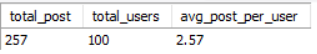 total_post total_users avg_post_per_user
257 100 2.57